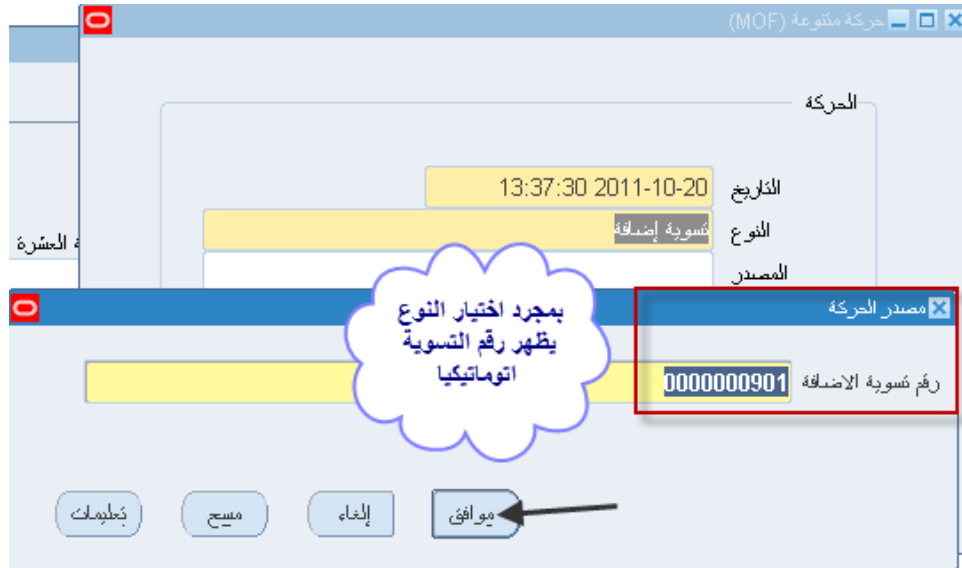 حركة متنوعة (MOF)
الحركة
التاريخ
13:37:30 2011-10-20
النوع
تسوية إضافة
المصدر
ة العشرة
مصدر الحركة
بمجرد اختيار النوع
يظهر رقم التسوية
اتوماتيكيا
رقم تسوية الاضافة
0000000901
موافق
إلغاء
مسح
تعليمات